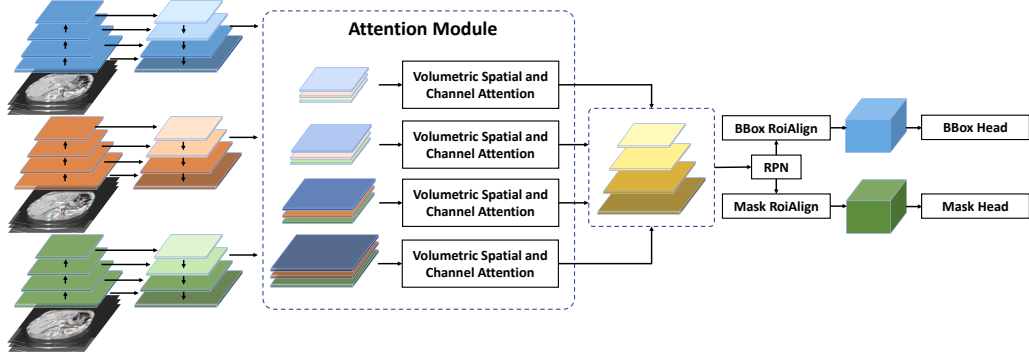 Attention Module
Volumetric Spatial and
Channel Attention
Volumetric Spatial and
Channel Attention
Volumetric Spatial and
Channel Attention
Volumetric Spatial and
Channel Attention
BBox RoiAlign
RPN
Mask RoiAlign
BBox Head
Mask Head